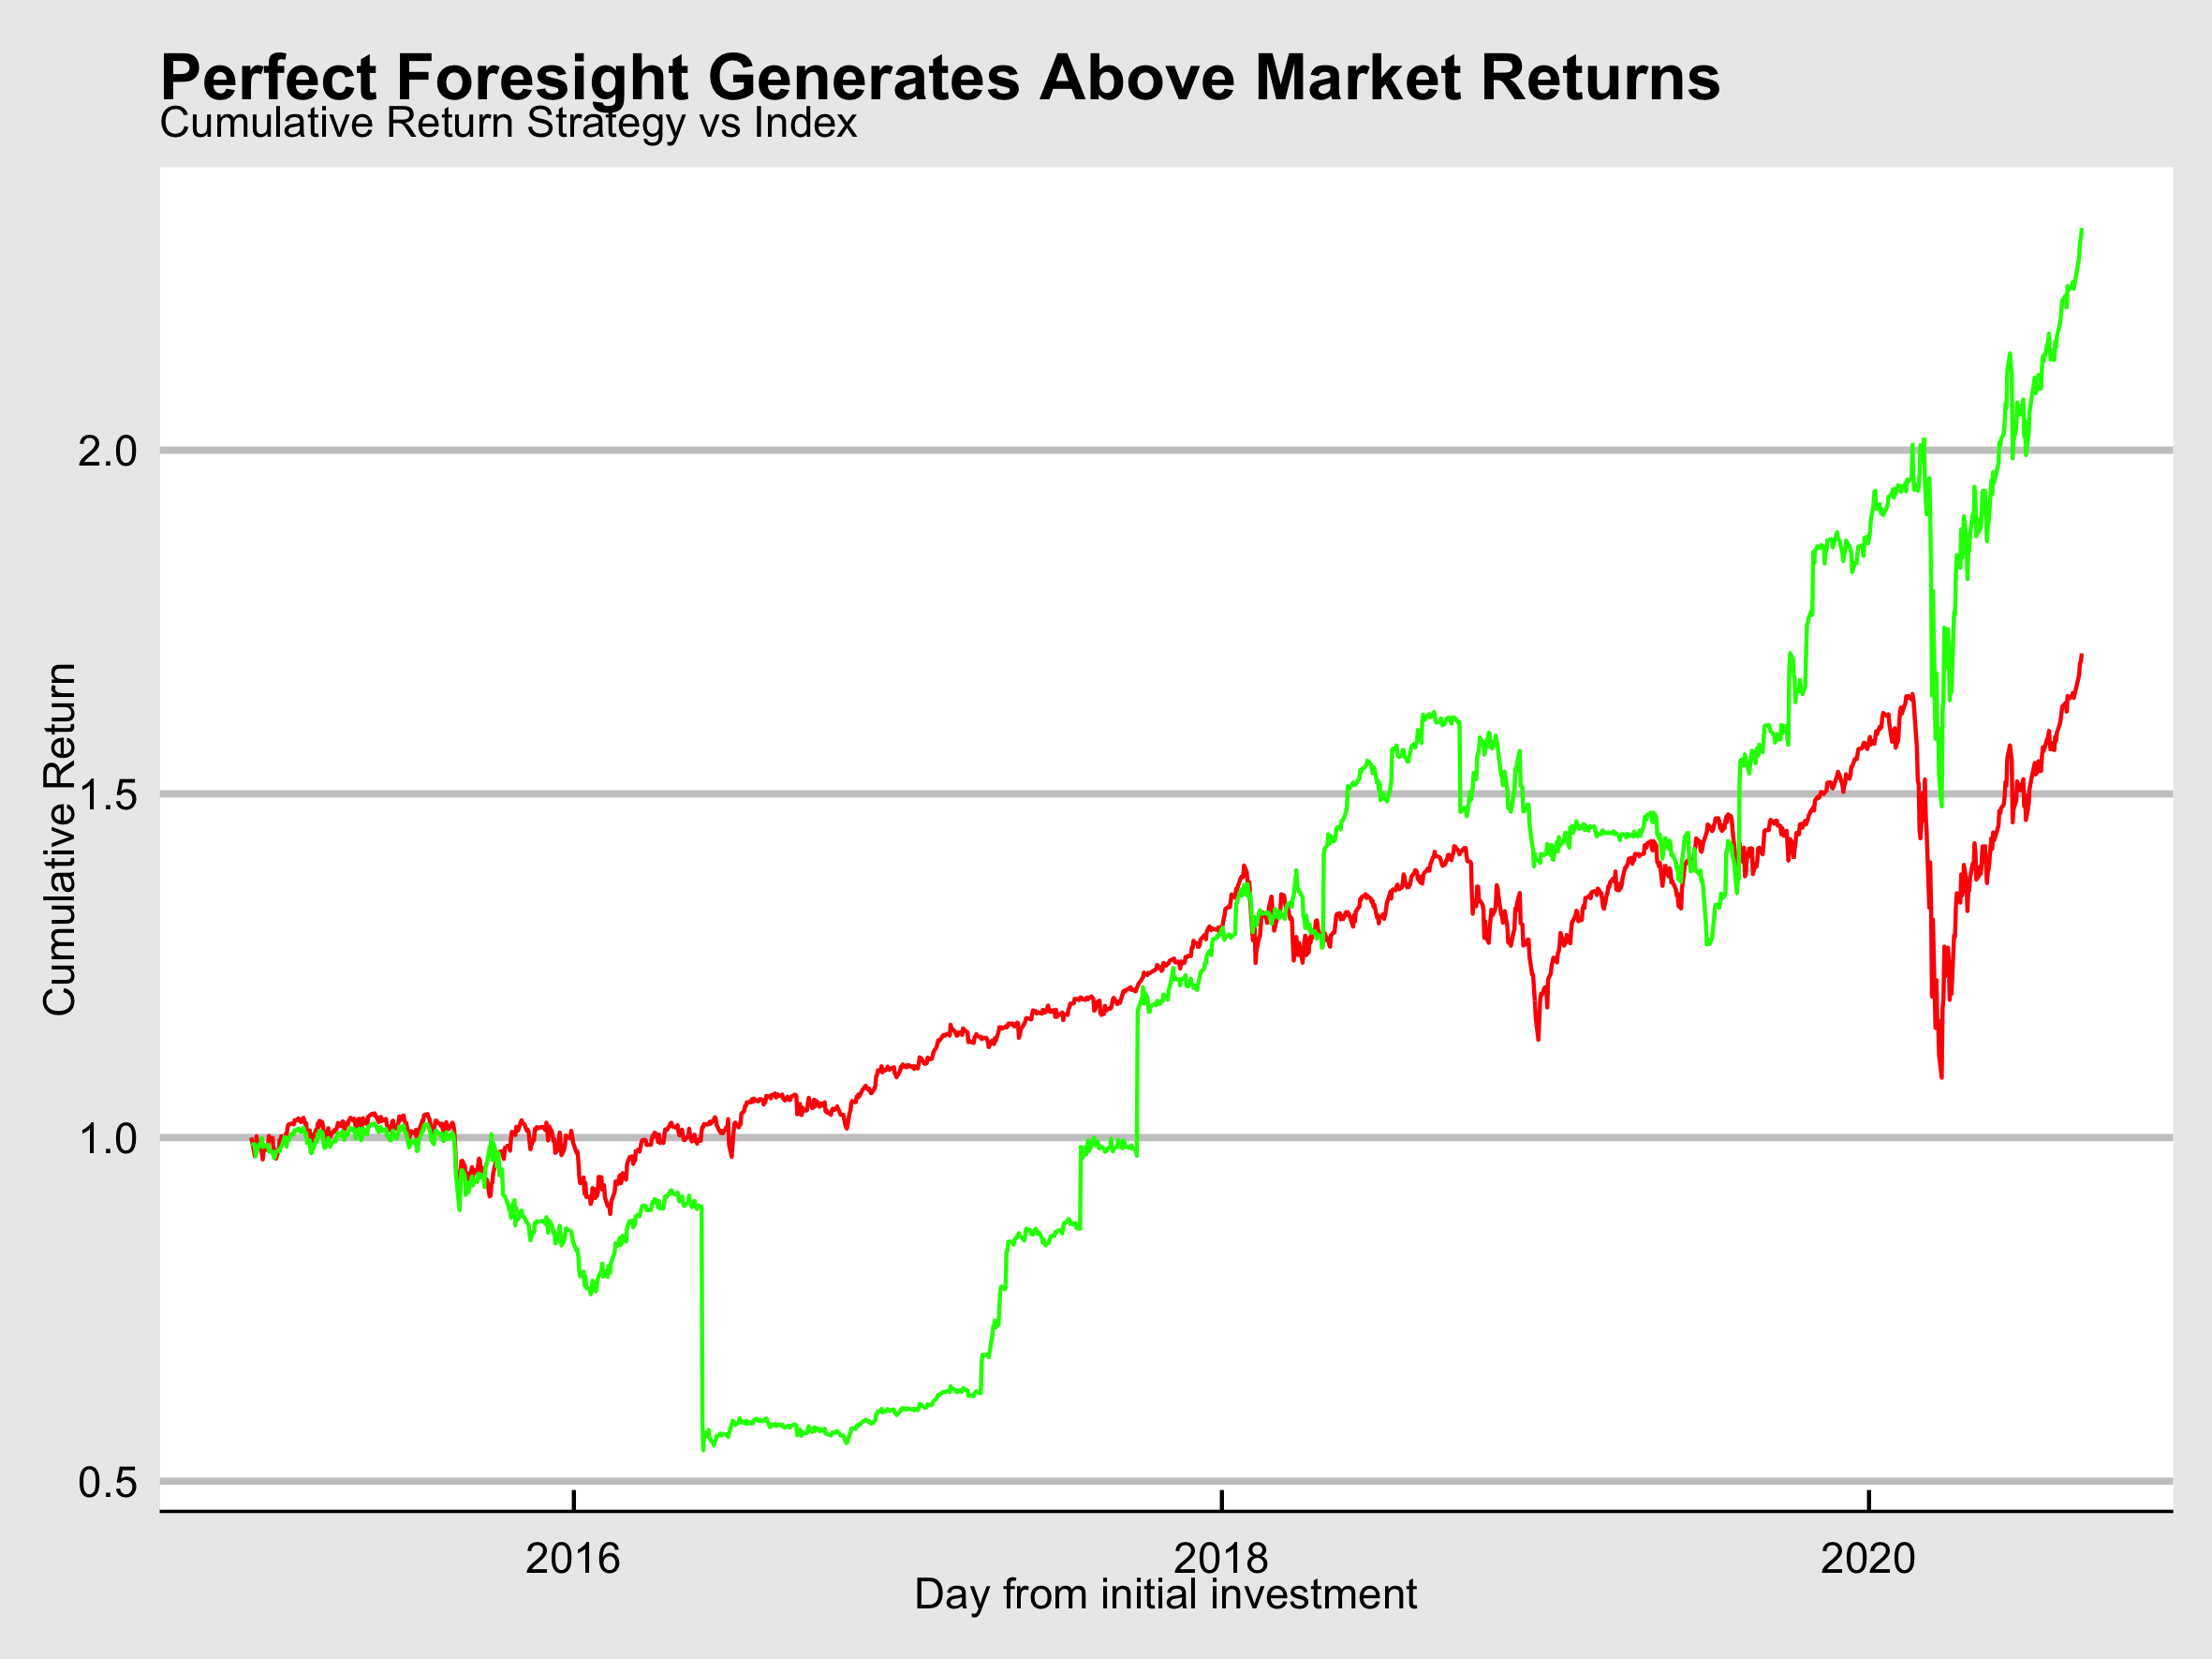 Perfect Foresight Generates Above Market Returns
Cumulative Return Strategy vs Index
Cumulative Return
2.0
1.5
1.0
0.5
2016 2018 2020
Day from initial investment